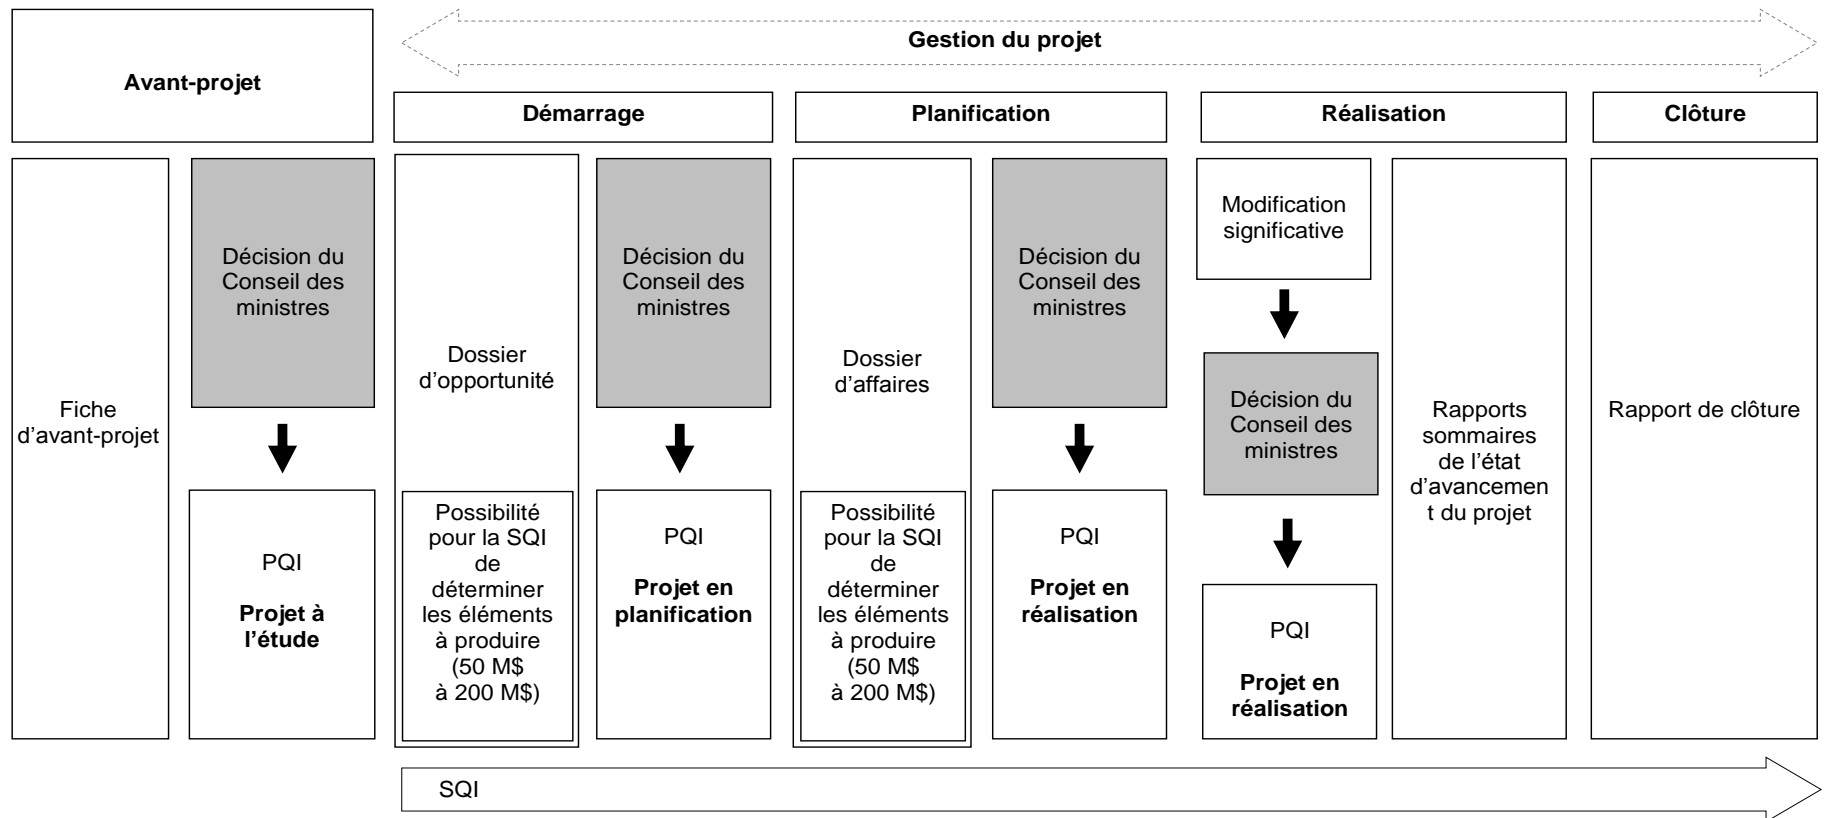 Gestion du projet
Avant-projet
Démarrage
Planification
Réalisation
Clôture
Fiche
d'avant-projet
Décision du
Conseil des
ministres
PQI
Projet à
l'étude
Dossier
d'opportunité
Possibilité
pour la SQI
de
déterminer
les éléments
à produire
(50 M$
à 200 M$)
Décision du
Conseil des
ministres
PQI
Projet en
planification
Dossier
d'affaires
Possibilité
pour la SQI
de
déterminer
les éléments
à produire
(50 M$
à 200 M$)
Décision du
Conseil des
ministres
PQI
Projet en
réalisation
Modification
significative
Décision du
Conseil des
ministres
PQI
Projet en
réalisation
Rapports
sommaires
de l'état
d'avancemen
t du projet
Rapport de clôture
SQI